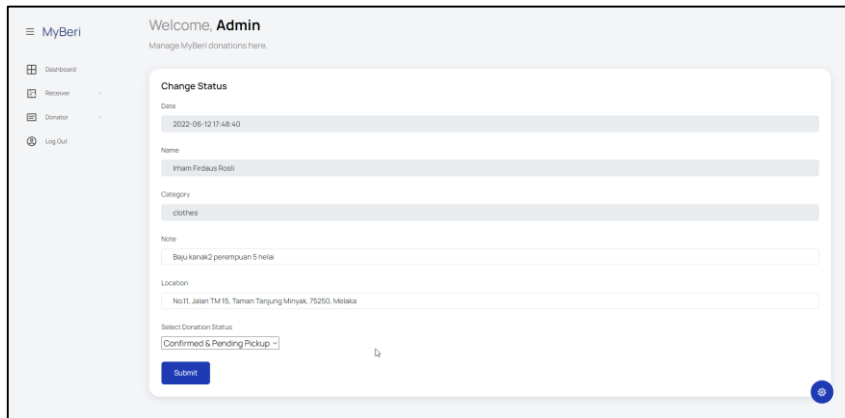 MyBeri
Welcome, Admin
Manage MyBeri donations here.
Dashboard
Receiver
Donator
Log Out
Change Status
Date
2022-06-12 17:48:40
Name
Irham Firdaus Rosli
Category
clothes
Note
Baju kanak2 perempuan 5 helai
Location
No.11, Jalan TM 15, Taman Tanjung Minyak, 75250, Melaka
Select Donation Status
Confirmed & Pending Pickup
Submit